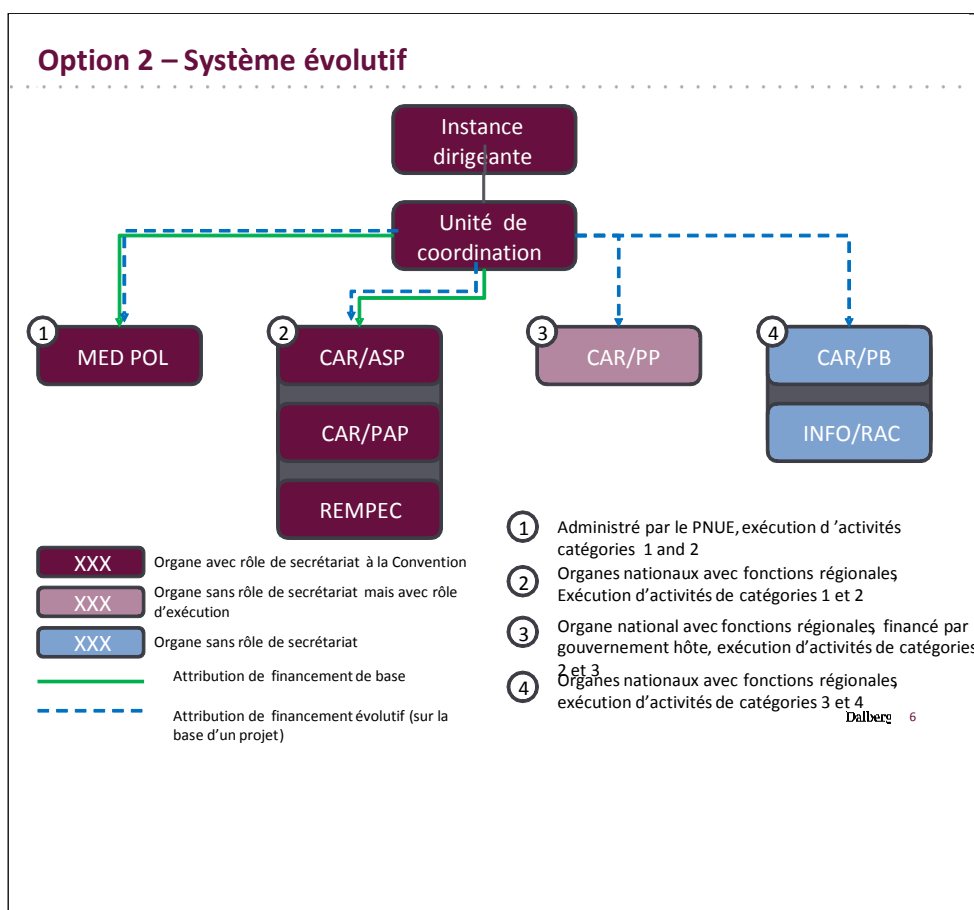 Option 2 – Système évolutif
Instance
dirigeante
Unité de
coordination
1
MED POL
2
CAR/ASP
CAR/PAP
REMPEC
3
CAR/PP
4
CAR/PB
INFO/RAC
XXX
Organe avec rôle de secrétariat à la Convention
XXX
Organe sans rôle de secrétariat mais avec rôle
d'exécution
XXX
Organe sans rôle de secrétariat
Attribution de financement de base
Attribution de financement évolutif (sur la
base d'un projet)
1
Administré par le PNUE, exécution d 'activités
catégories 1 and 2
2
Organes nationaux avec fonctions régionales,
Exécution d'activités de catégories 1 et 2
3
Organe national avec fonctions régionales, financé par
gouvernement hôte, exécution d'activités de catégories
2 et 3
4
Organes nationaux avec fonctions régionales,
exécution d'activités de catégories 3 et 4
Dalberg 6